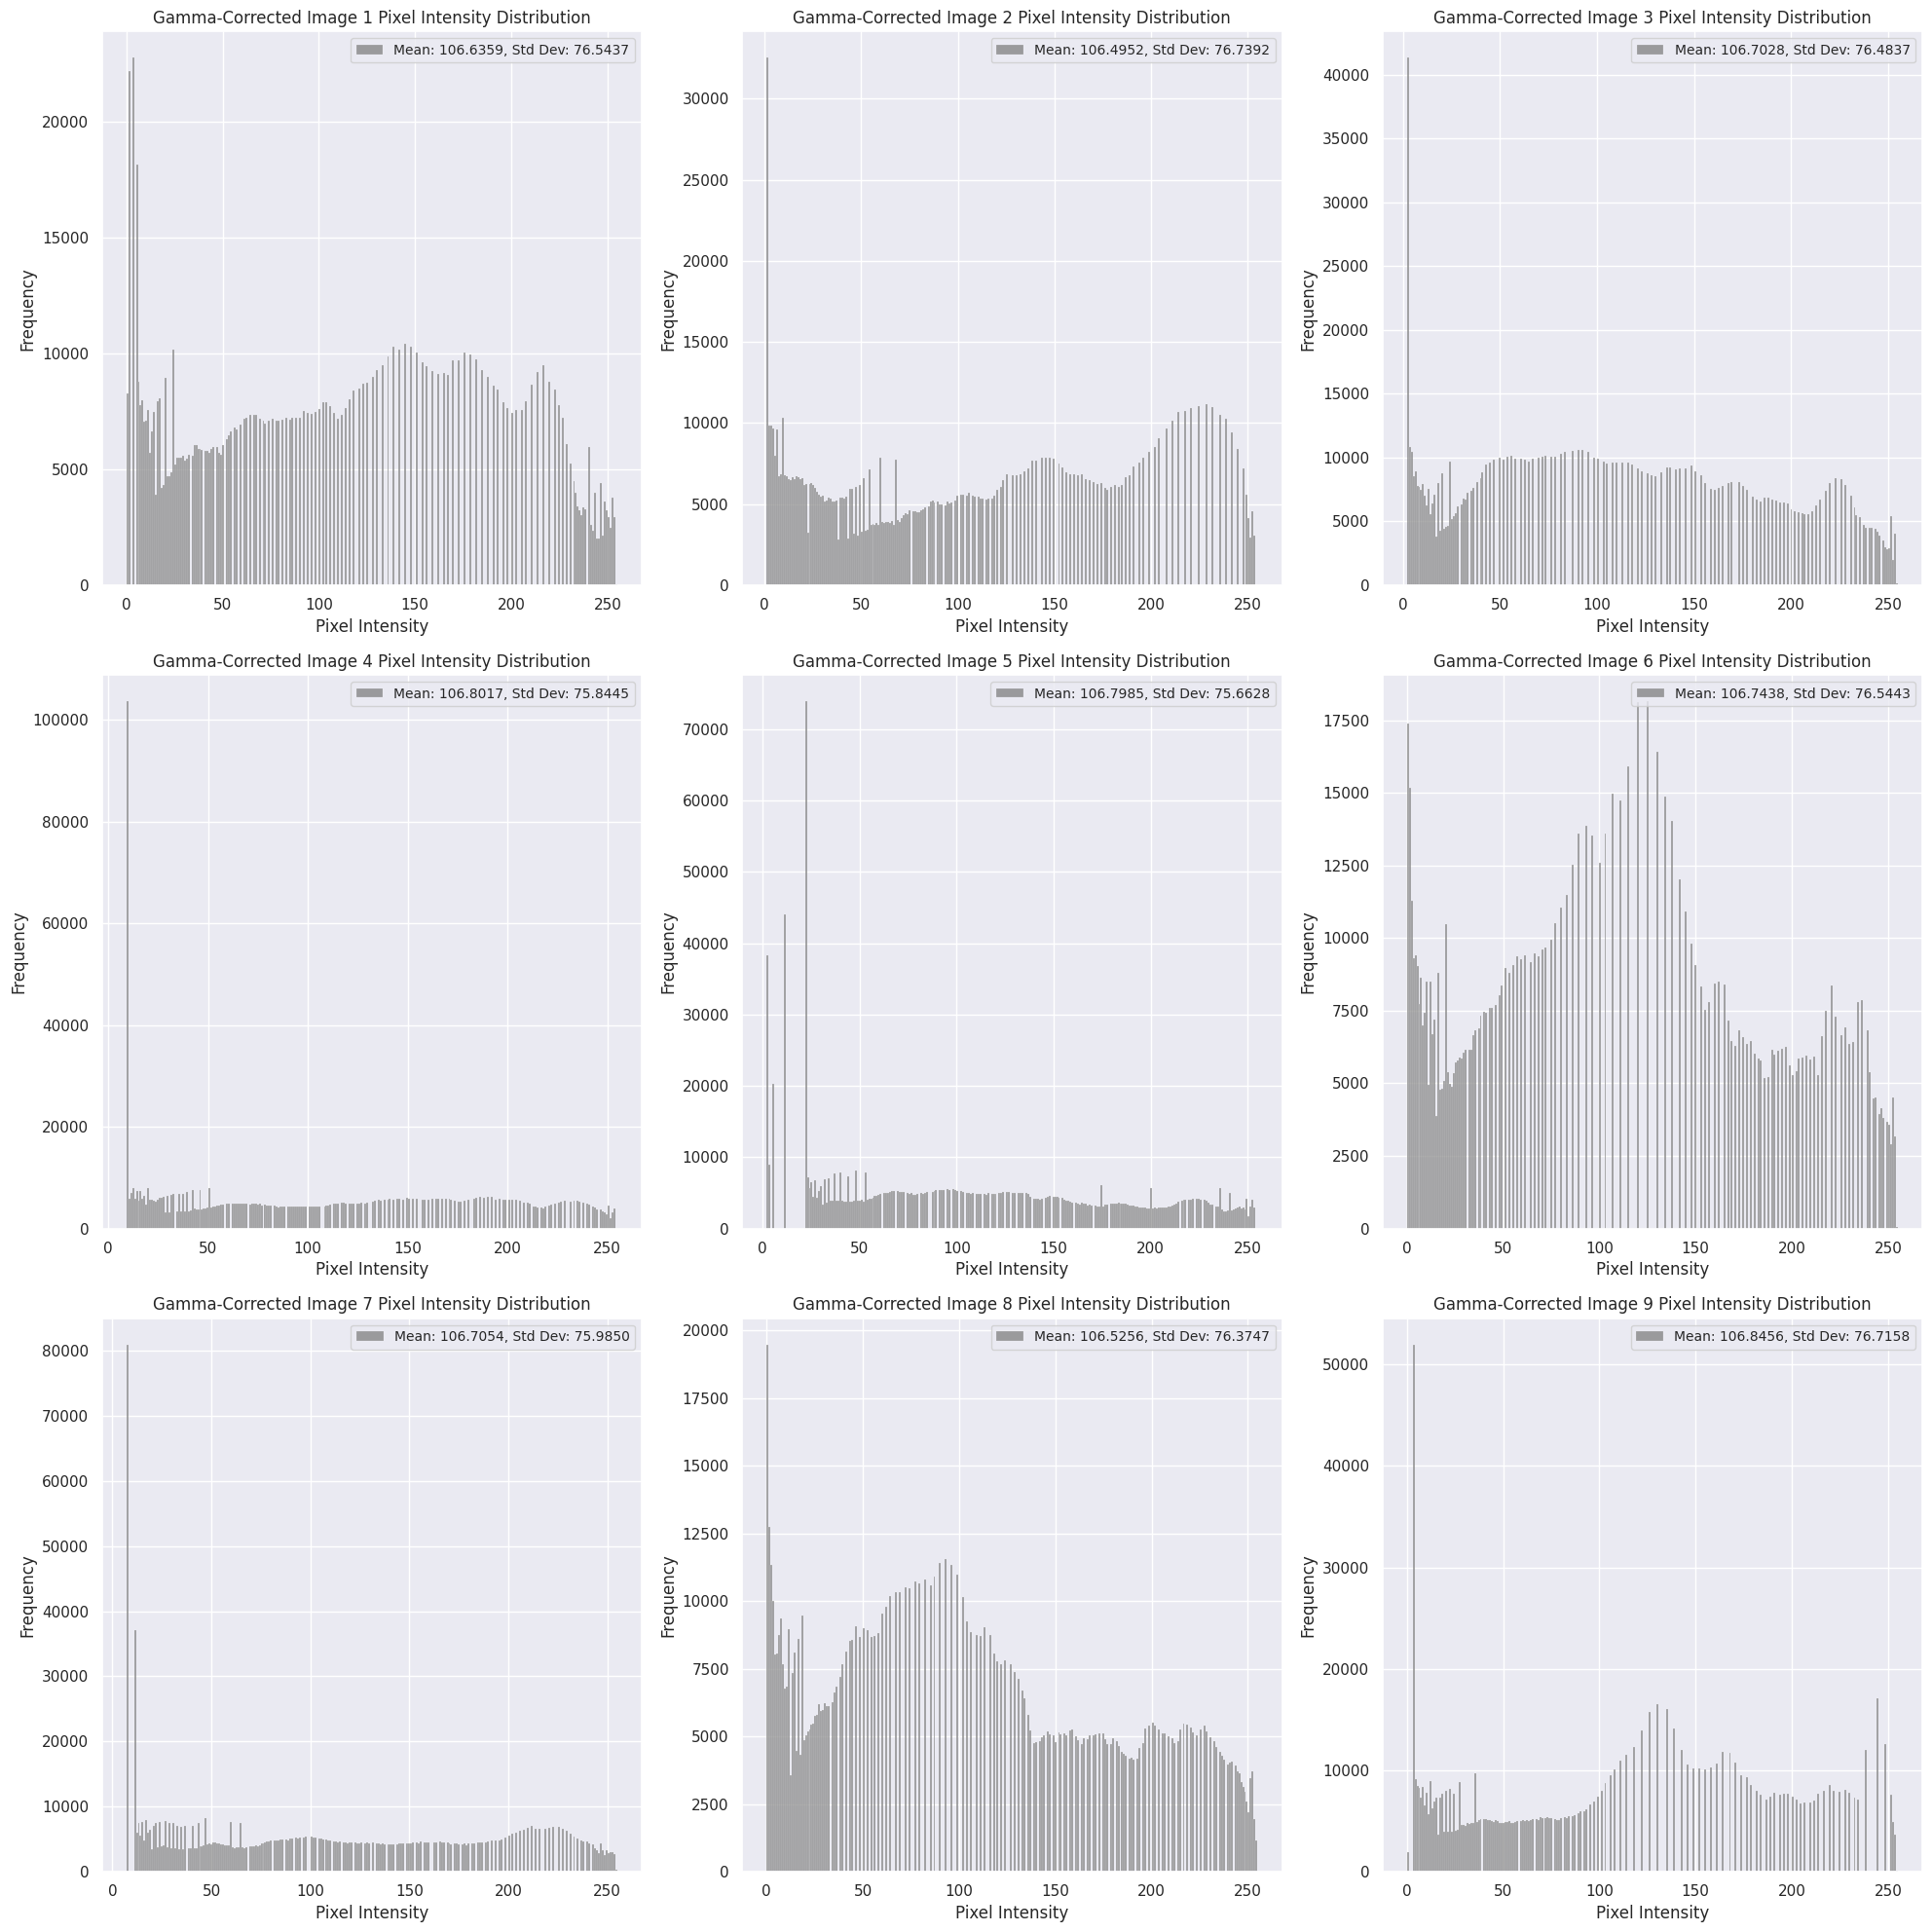 Gamma-Corrected Image 1 Pixel Intensity Distribution
Mean: 106.6359, Std Dev: 76.5437
20000
15000
10000
5000
0
Frequency
0 50 100 150 200 250
Pixel Intensity
Gamma-Corrected Image 2 Pixel Intensity Distribution
Mean: 106.4952, Std Dev: 76.7392
30000
25000
20000
15000
10000
5000
0
Frequency
0 50 100 150 200 250
Pixel Intensity
Gamma-Corrected Image 3 Pixel Intensity Distribution
Mean: 106.7028, Std Dev: 76.4837
40000
35000
30000
25000
20000
15000
10000
5000
0
Frequency
0 50 100 150 200 250
Pixel Intensity
Gamma-Corrected Image 4 Pixel Intensity Distribution
Mean: 106.8017, Std Dev: 75.8445
100000
80000
60000
40000
20000
0
Frequency
0 50 100 150 200 250
Pixel Intensity
Gamma-Corrected Image 5 Pixel Intensity Distribution
Mean: 106.7985, Std Dev: 75.6628
70000
60000
50000
40000
30000
20000
10000
0
Frequency
0 50 100 150 200 250
Pixel Intensity
Gamma-Corrected Image 6 Pixel Intensity Distribution
Mean: 106.7438, Std Dev: 76.5443
17500
15000
12500
10000
7500
5000
2500
0
Frequency
0 50 100 150 200 250
Pixel Intensity
Gamma-Corrected Image 7 Pixel Intensity Distribution
Mean: 106.7054, Std Dev: 75.9850
80000
70000
60000
50000
40000
30000
20000
10000
0
Frequency
0 50 100 150 200 250
Pixel Intensity
Gamma-Corrected Image 8 Pixel Intensity Distribution
Mean: 106.5256, Std Dev: 76.3747
20000
17500
15000
12500
10000
7500
5000
2500
0
Frequency
0 50 100 150 200 250
Pixel Intensity
Gamma-Corrected Image 9 Pixel Intensity Distribution
Mean: 106.8456, Std Dev: 76.7158
50000
40000
30000
20000
10000
0
Frequency
0 50 100 150 200 250
Pixel Intensity